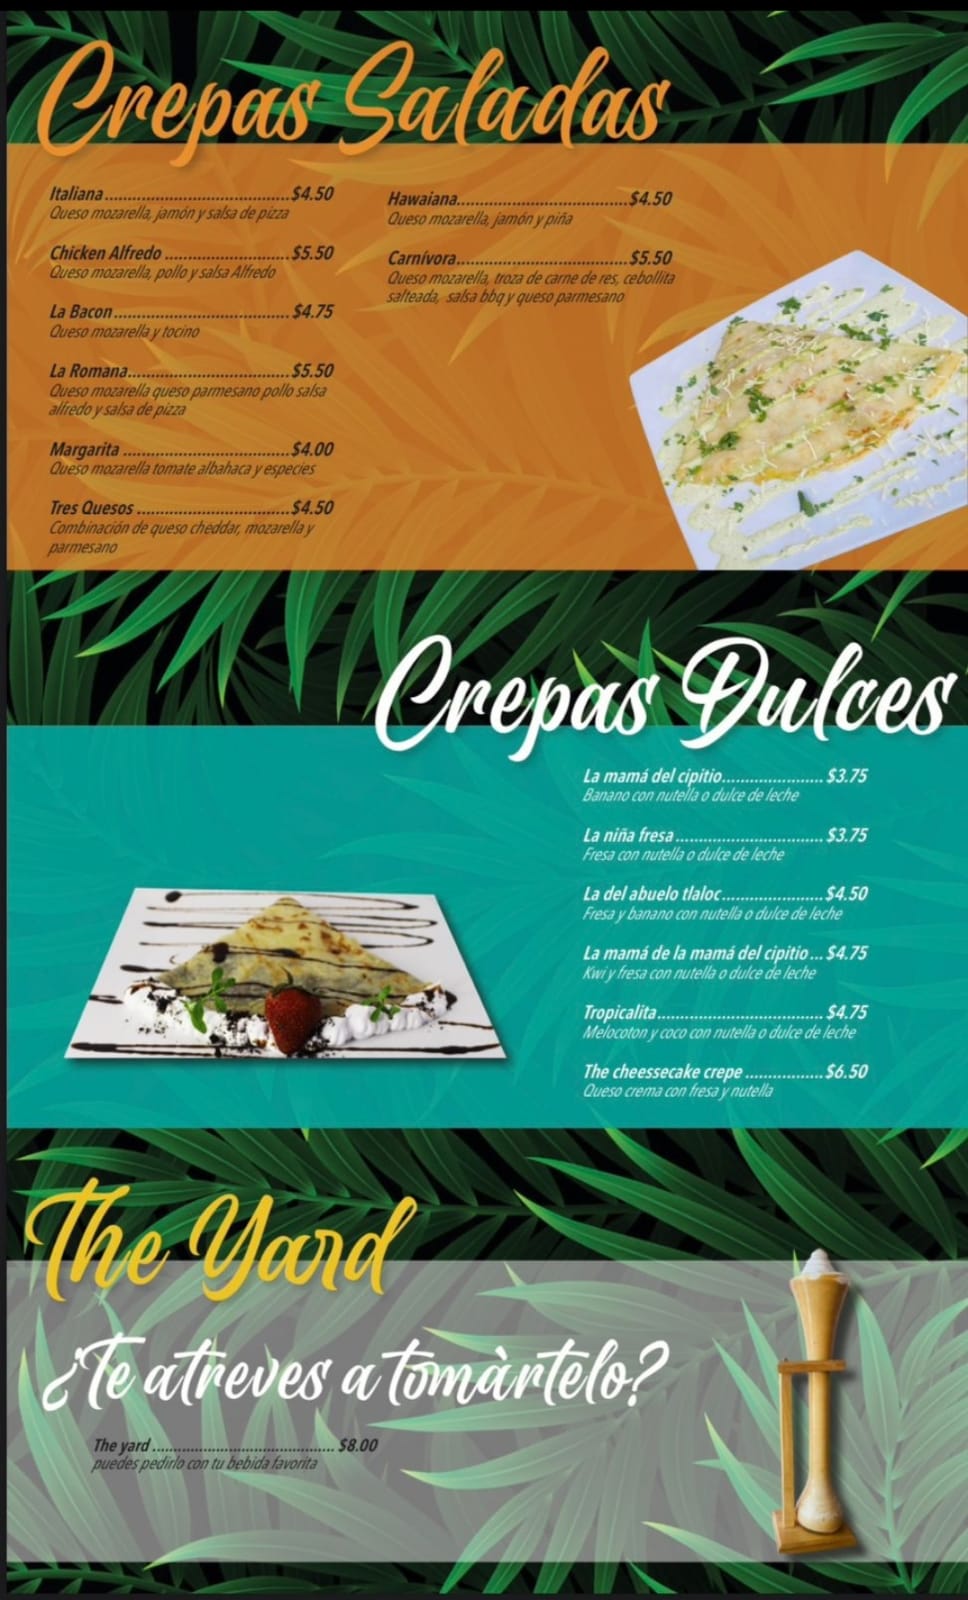 Crepas Saladas
Italiana.......................................$4.50
Queso mozarella, jamón y salsa de pizza
Chicken Alfredo ..........................$5.50
Queso mozarella, pollo y salsa Alfredo
La Bacon.....................................$4.75
Queso mozarella y tocino
La Romana..................................$5.50
Queso mozarella queso parmesano pollo salsa
alfredo y salsa de pizza
Margarita ...................................$4.00
Queso mozarella tomate albahaca y especies
Tres Quesos ................................$4.50
Combinación de queso cheddar, mozarella y
parmesano
Hawaiana....................................$4.50
Queso mozarella, jamón y piña
Carnívora....................................$5.50
Queso mozarella, troza de carne de res, cebollita
salteada, salsa bbq y queso parmesano
Crepas Dulces
La mamá del cipitio...................... $3.75
Banano con nutella o dulce de leche
La niña fresa ............................... $3.75
Fresa con nutella o dulce de leche
La del abuelo tlaloc......................$4.50
Fresa y banano con nutella o dulce de leche
La mamá de la mamá del cipitio... $4.75
Kwi y fresa con nutella o dulce de leche
Tropicalita................................... $4.75
Melocoton y coco con nutella o dulce de leche
The cheessecake crepe .................$6.50
Queso crema con fresa y nutella
The Yard
¿Te atreves a tomàrtelo?
The yard ........................................ $8.00
puedes pedirlo con tu bebida favorita